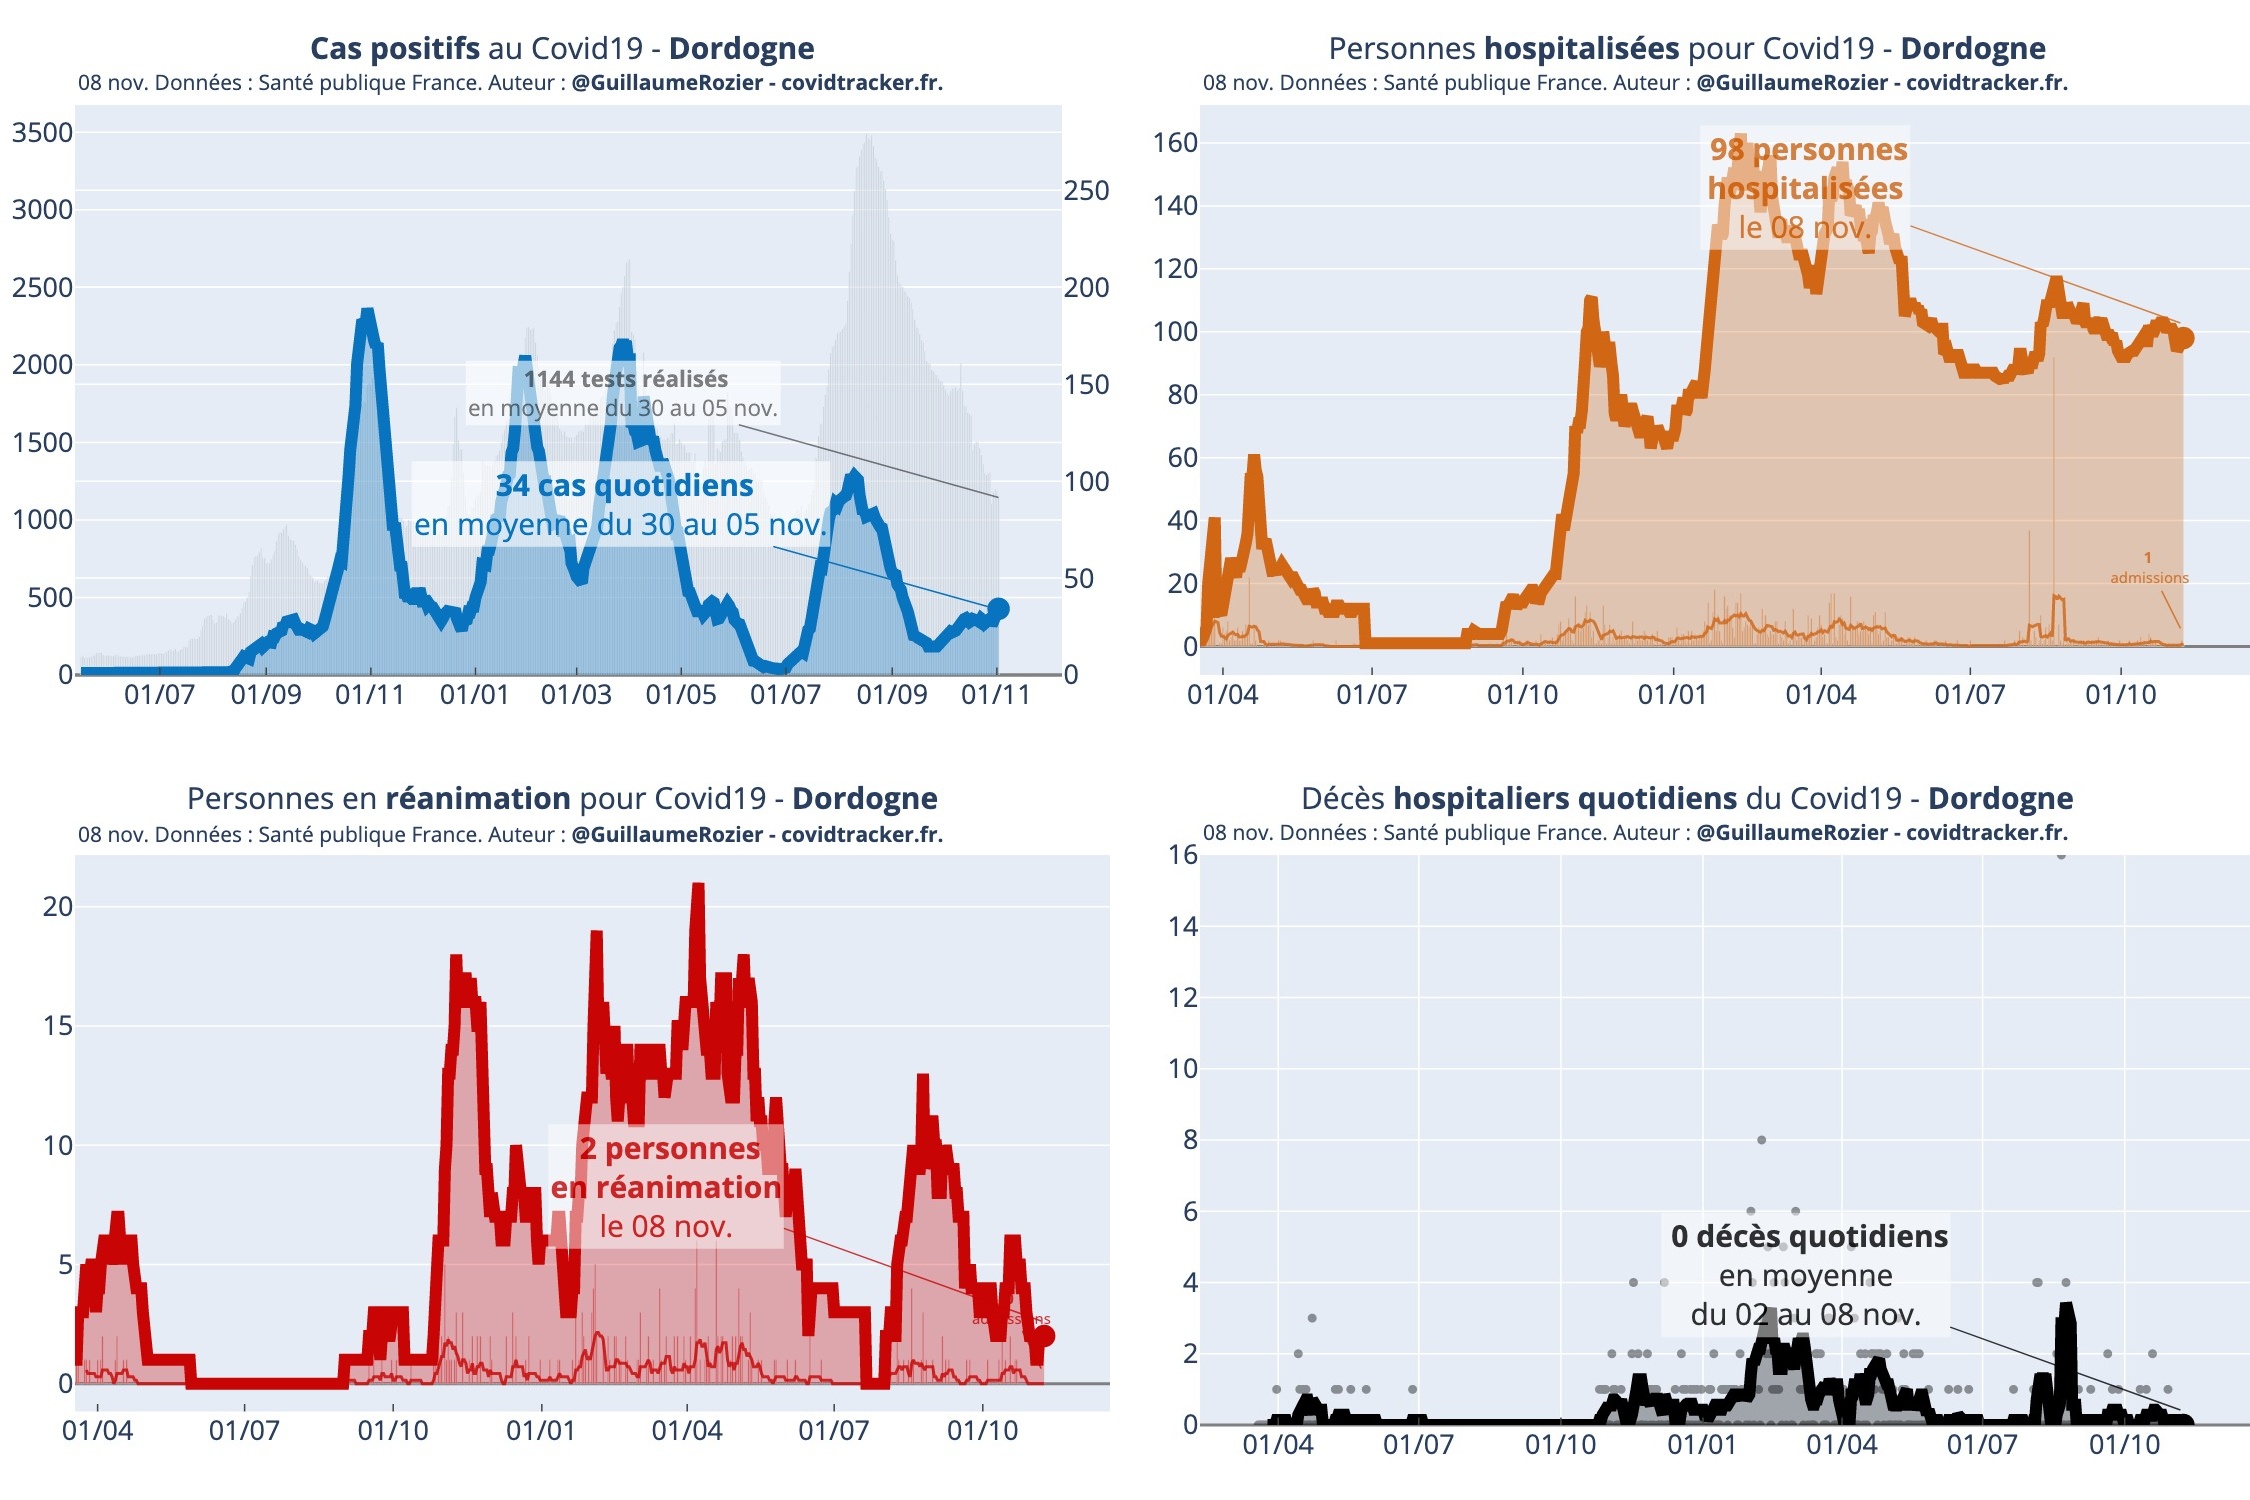 Cas positifs au Covid19 - Dordogne
08 nov. Données : Santé publique France. Auteur : @GuillaumeRozier - covidtracker.fr.
3500
3000
2500
2000
1500
1000
500
0
250
200
150
100
50
0
1144 tests réalisés
en moyenne du 30 au 05 nov.
34 cas quotidiens
en moyenne du 30 au 05 nov.
01/07 01/09 01/11 01/01 01/03 01/05 01/07 01/09 01/11
Personnes hospitalisées pour Covid19 - Dordogne
08 nov. Données : Santé publique France. Auteur : @GuillaumeRozier - covidtracker.fr.
160
140
120
100
80
60
40
20
0
98 personnes
hospitalisées
le 08 nov.
1
admissions
01/04 01/07 01/10 01/01 01/04 01/07 01/10
Personnes en réanimation pour Covid19 - Dordogne
08 nov. Données : Santé publique France. Auteur : @GuillaumeRozier - covidtracker.fr.
20
15
10
5
0
2 personnes
en réanimation
le 08 nov.
admissions
01/04 01/07 01/10 01/01 01/04 01/07 01/10
Décès hospitaliers quotidiens du Covid19 - Dordogne
08 nov. Données : Santé publique France. Auteur : @GuillaumeRozier - covidtracker.fr.
16
14
12
10
8
6
4
2
0
0 décès quotidiens
en moyenne
du 02 au 08 nov.
01/04 01/07 01/10 01/01 01/04 01/07 01/10